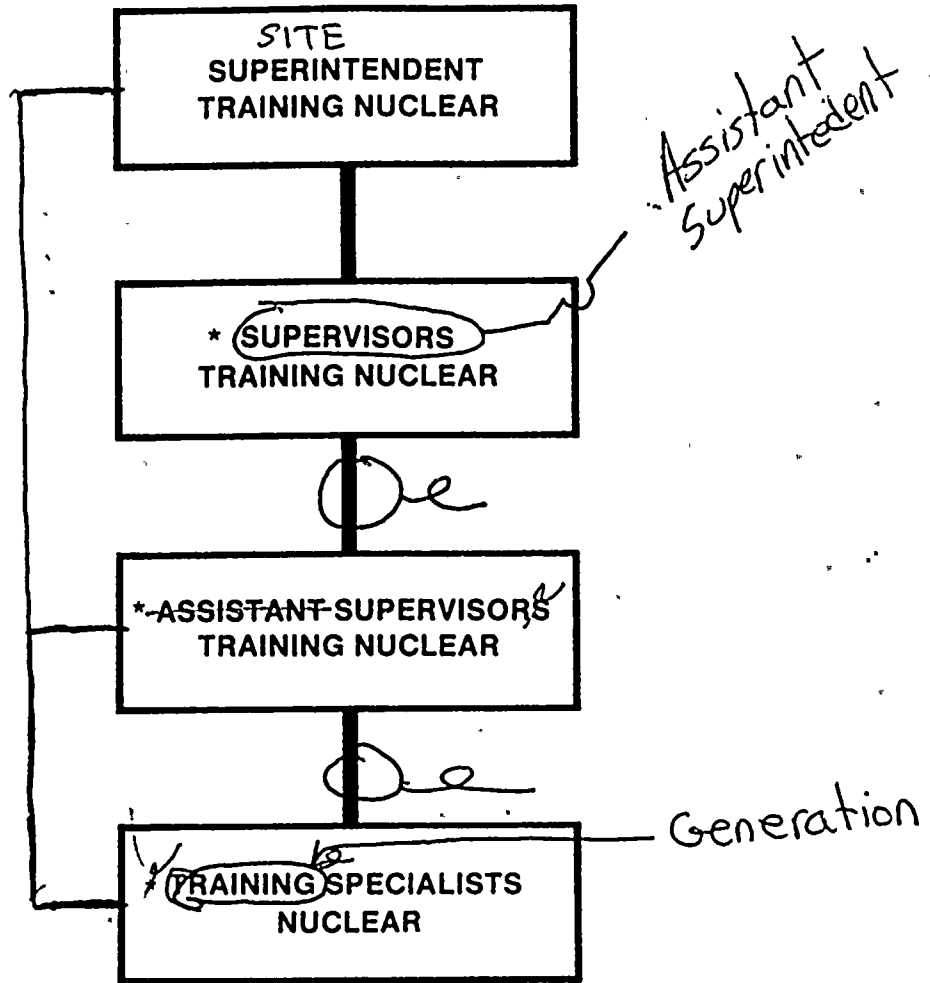 SITE
SUPERINTENDENT
TRAINING NUCLEAR
Assistant
Superintedent
* SUPERVISORS
TRAINING NUCLEAR
* ASSISTANT SUPERVISORS
TRAINING NUCLEAR
Generation
* TRAINING SPECIALISTS
NUCLEAR